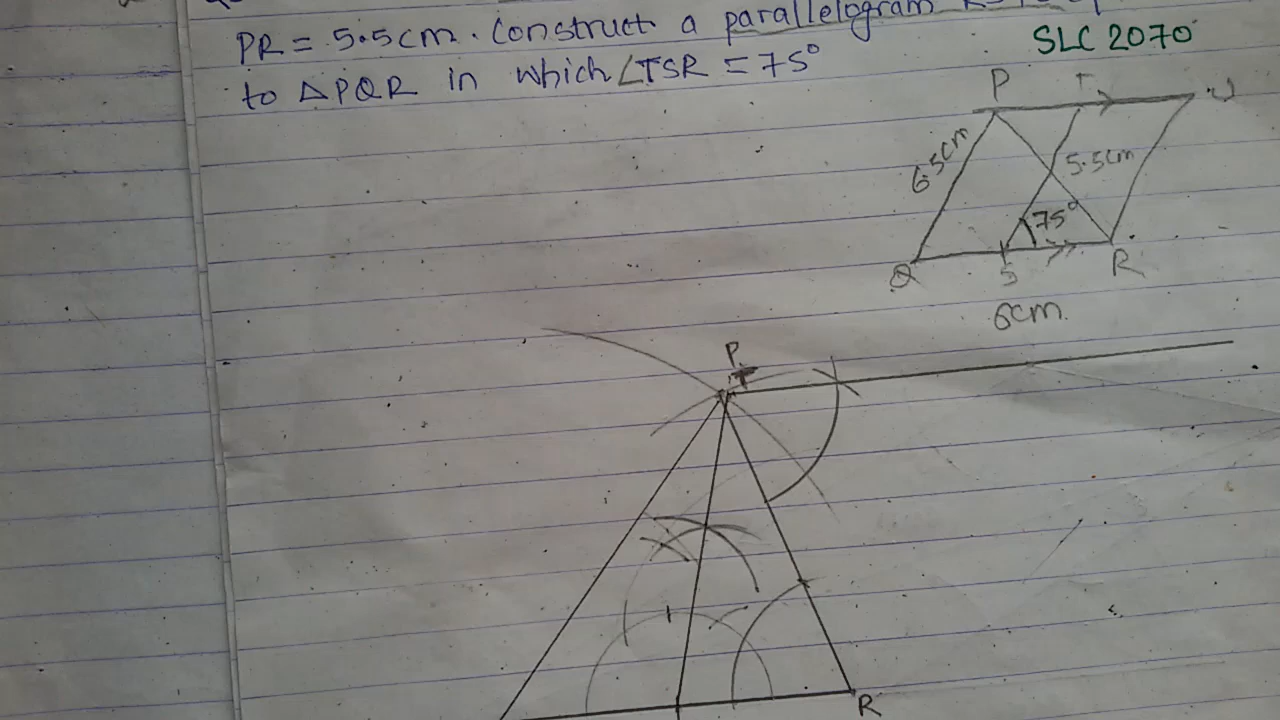 PR = 5.5cm. Construct a parallelogram
to △PQR in which ∠TSR = 75°
SLC 2070
P T U
6.5cm
5.5cm
75°
Q S R
6cm.
P
T
R